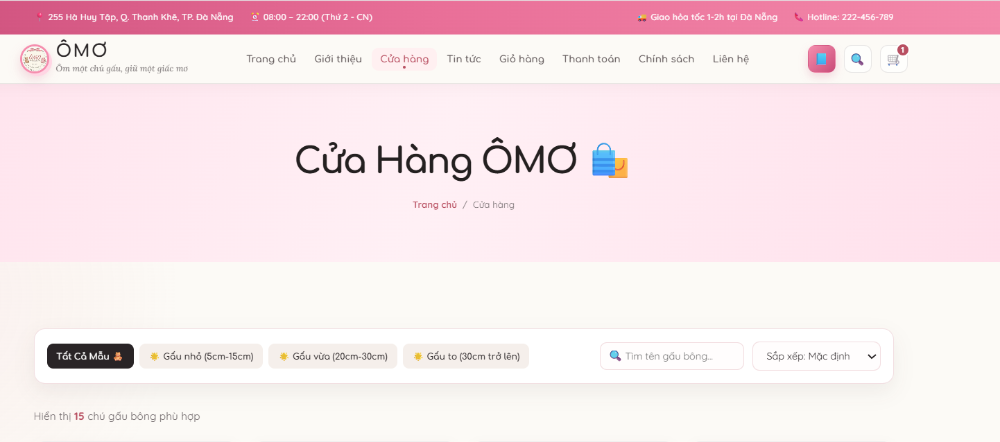 255 Hà Huy Tập, Q. Thanh Khê, TP. Đà Nẵng 08:00 – 22:00 (Thứ 2 - CN) Giao hỏa tốc 1-2h tại Đà Nẵng Hotline: 222-456-789
ÔMƠ
Ôm một chú gấu, giữ một giấc mơ
Trang chủ Giới thiệu Cửa hàng Tin tức Giỏ hàng Thanh toán Chính sách Liên hệ 1
Cửa Hàng ÔMƠ
Trang chủ / Cửa hàng
Tất Cả Mẫu Gấu nhỏ (5cm-15cm) Gấu vừa (20cm-30cm) Gấu to (30cm trở lên) Tìm tên gấu bông... Sắp xếp: Mặc định
Hiển thị 15 chú gấu bông phù hợp